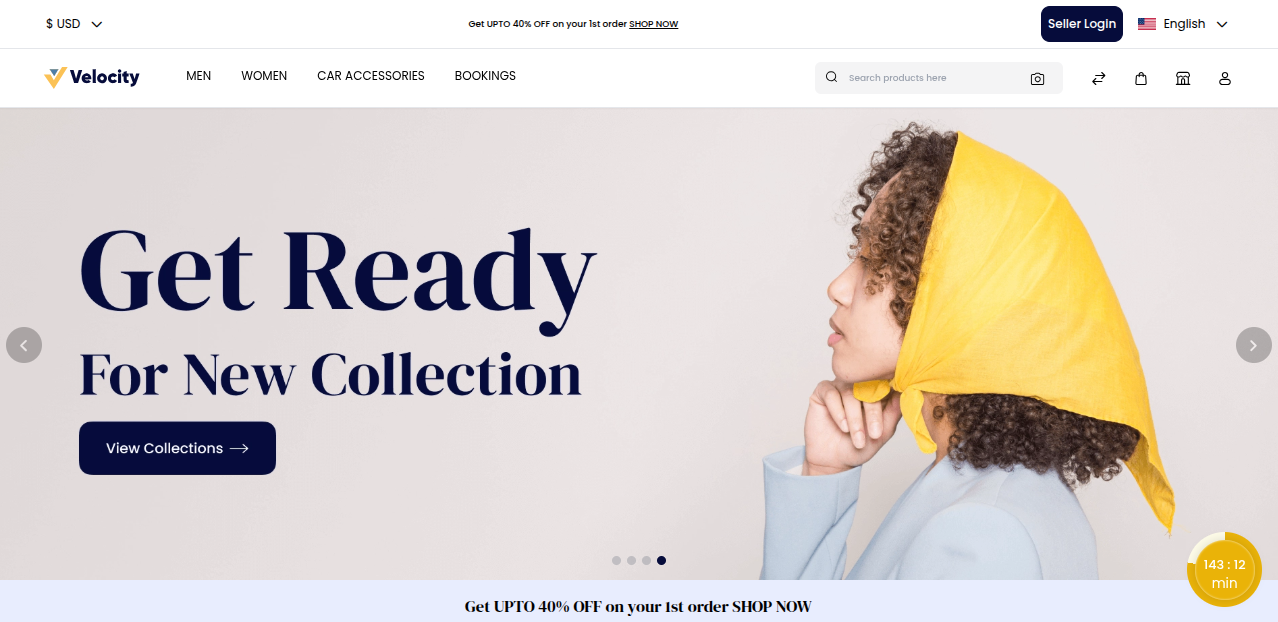 $ USD
Get UPTO 40% OFF on your 1st order SHOP NOW
Seller Login
English
Velocity
MEN
WOMEN
CAR ACCESSORIES
BOOKINGS
Search products here
Get Ready
For New Collection
View Collections
143 : 12
min
Get UPTO 40% OFF on your 1st order SHOP NOW